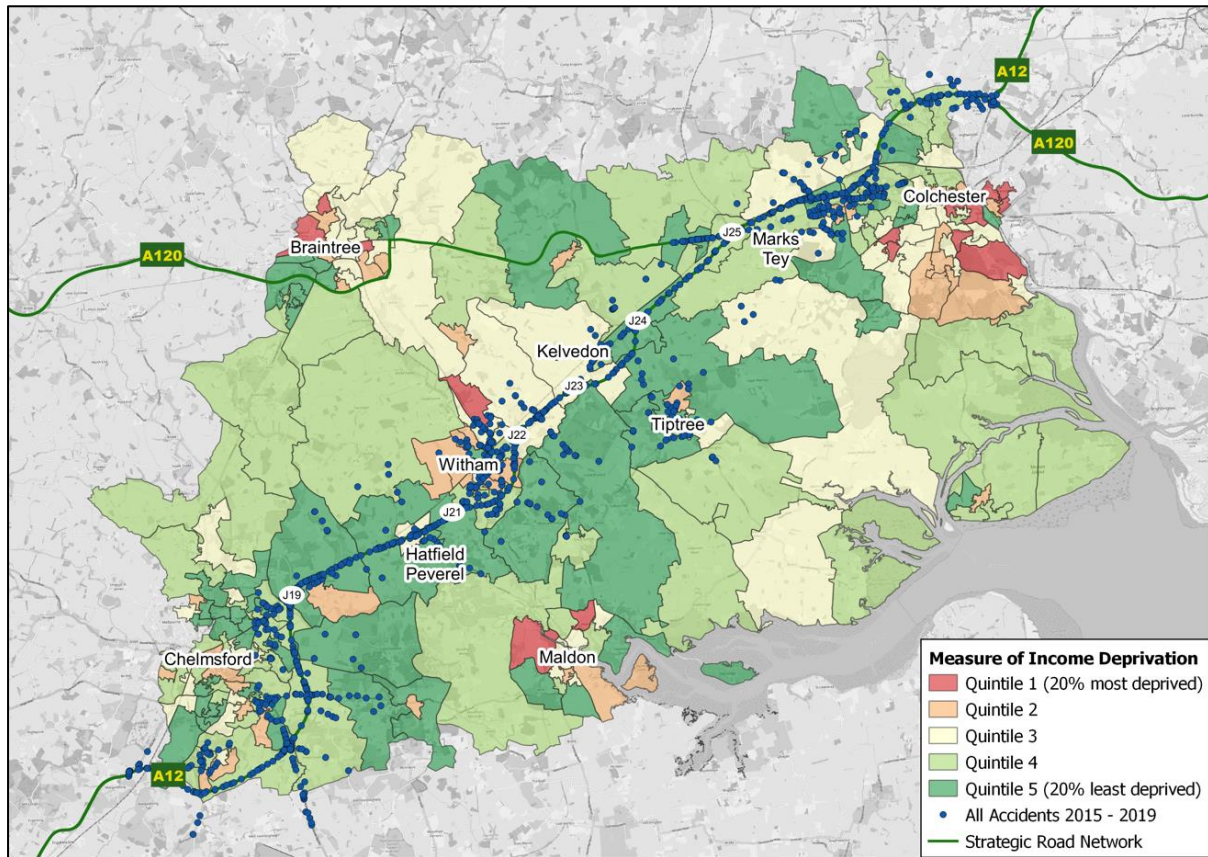 A12
A120
Colchester
Braintree
A120
J25
Marks
Tey
J24
Kelvedon
J23
Tiptree
J22
Witham
J21
Hatfield
Peverel
J19
Chelmsford
Maldon
A12
Measure of Income Deprivation
Quintile 1 (20% most deprived)
Quintile 2
Quintile 3
Quintile 4
Quintile 5 (20% least deprived)
All Accidents 2015 - 2019
Strategic Road Network